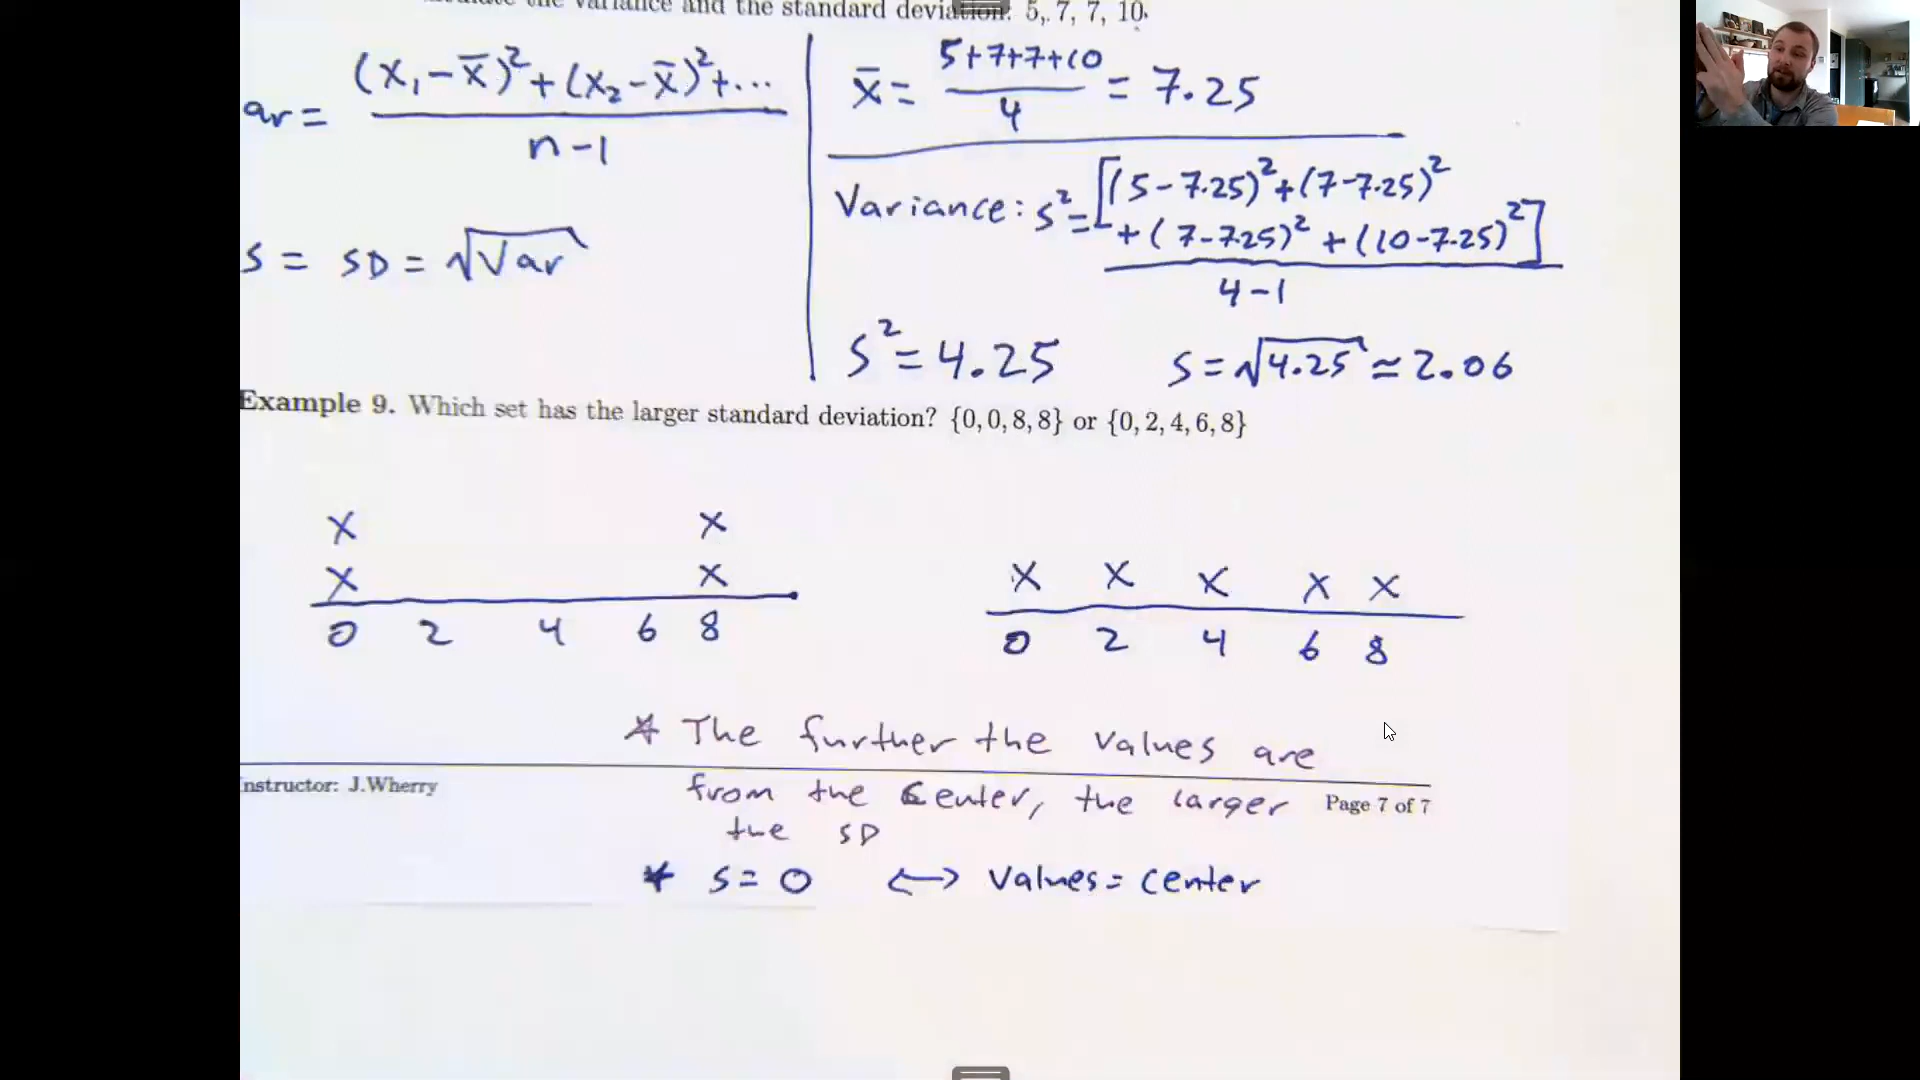 the variance and the standard deviation: 5, 7, 7, 10.
ar = (x₁ - x̄)² + (x₂ - x̄)² + ...
n - 1
s = SD = √Var
x̄ = 5+7+7+10 = 7.25
4
Variance: s² = [(5 - 7.25)² + (7 - 7.25)²
+ (7 - 7.25)² + (10 - 7.25)²]
4 - 1
s² = 4.25 s = √4.25 ≃ 2.06
Example 9. Which set has the larger standard deviation? {0, 0, 8, 8} or {0, 2, 4, 6, 8}
x x
x x
0 2 4 6 8
x x x x x
0 2 4 6 8
* The further the values are
from the center, the larger
the SD
* s = 0 ↔ values = center
nstructor: J.Wherry
Page 7 of 7